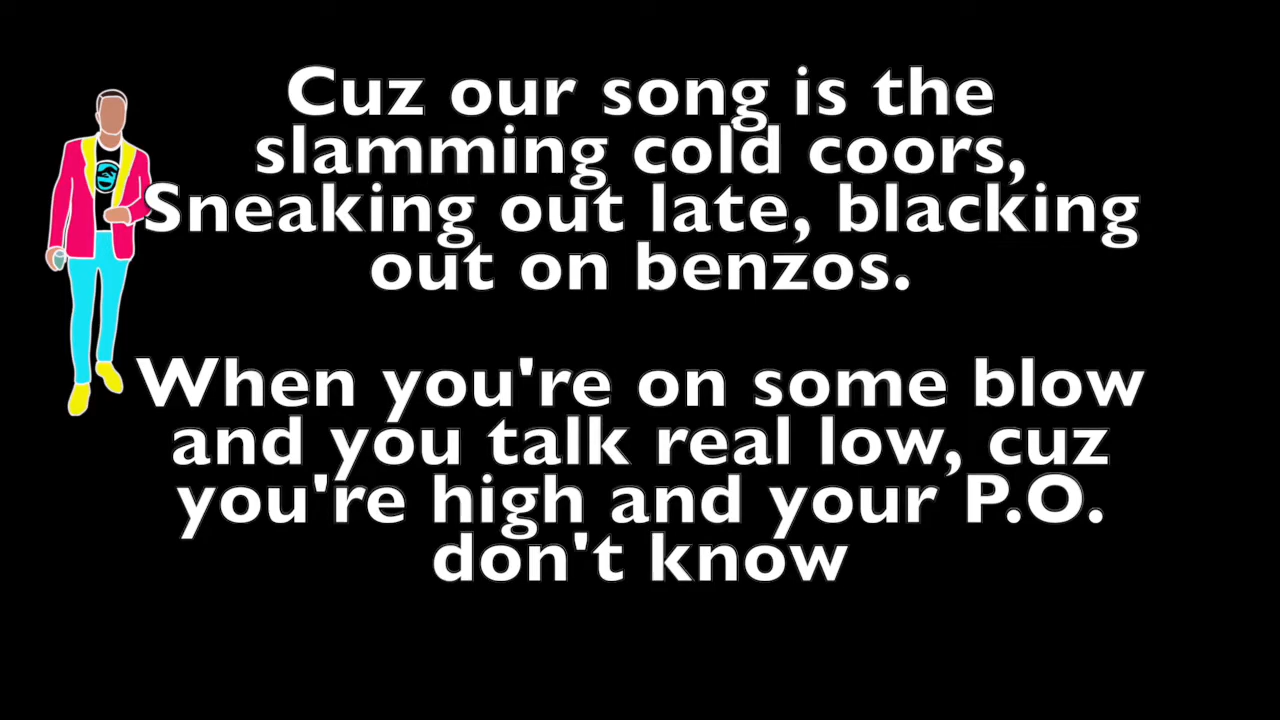 Cuz our song is the
slamming cold coors,
Sneaking out late, blacking
out on benzos.
When you're on some blow
and you talk real low, cuz
you're high and your P.O.
don't know